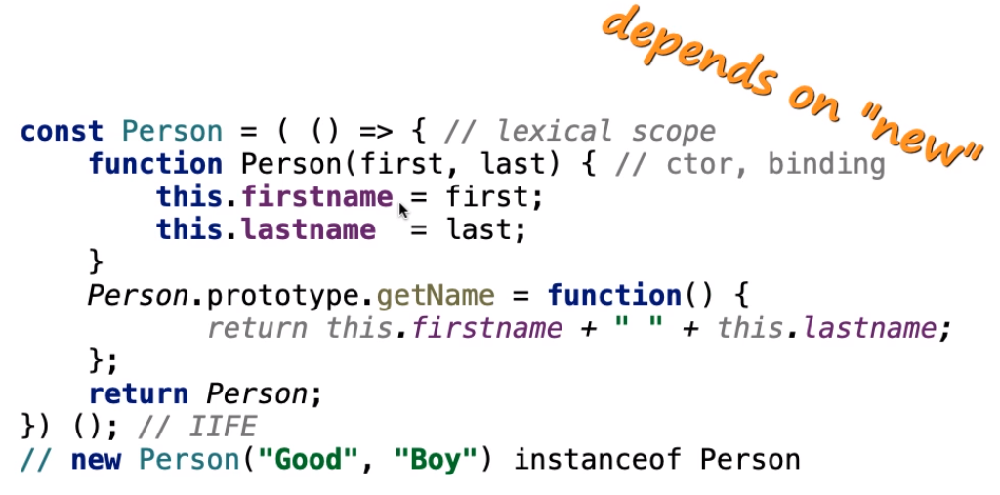 depends on "new"
const Person = ( () => { // lexical scope
    function Person(first, last) { // ctor, binding
        this.firstname = first;
        this.lastname  = last;
    }
    Person.prototype.getName = function() {
           return this.firstname + " " + this.lastname;
    };
    return Person;
}) (); // IIFE
// new Person("Good", "Boy") instanceof Person